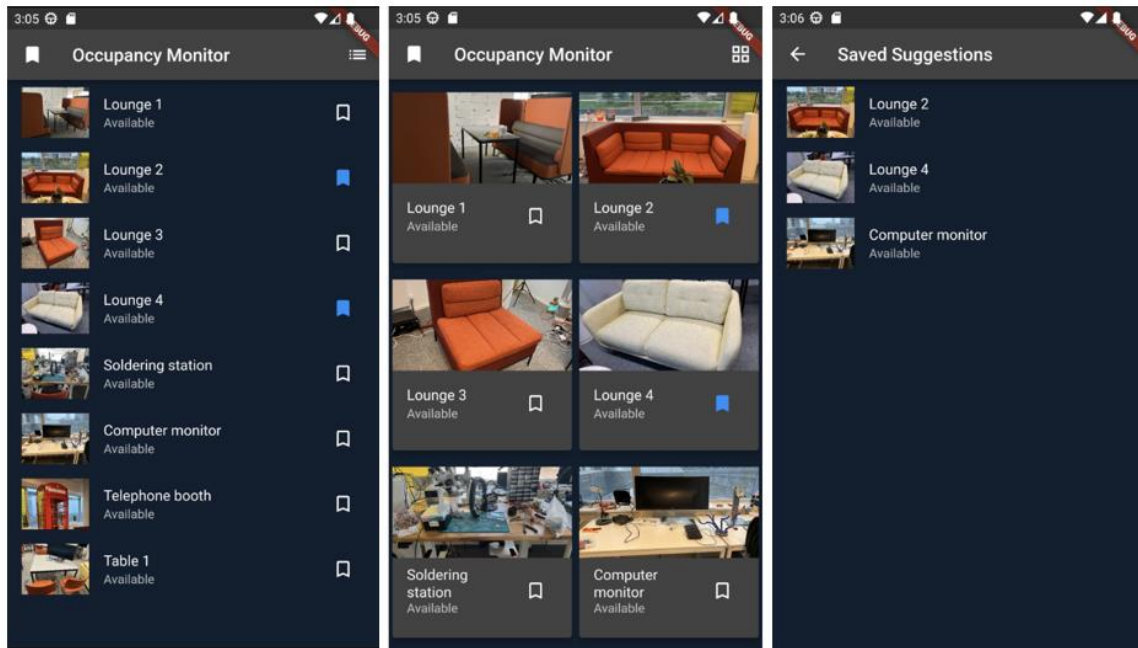 3:05
Occupancy Monitor
Lounge 1
Available
Lounge 2
Available
Lounge 3
Available
Lounge 4
Available
Soldering station
Available
Computer monitor
Available
Telephone booth
Available
Table 1
Available
3:05
Occupancy Monitor
Lounge 1
Available
Lounge 2
Available
Lounge 3
Available
Lounge 4
Available
Soldering
station
Available
Computer
monitor
Available
3:06
Saved Suggestions
Lounge 2
Available
Lounge 4
Available
Computer monitor
Available